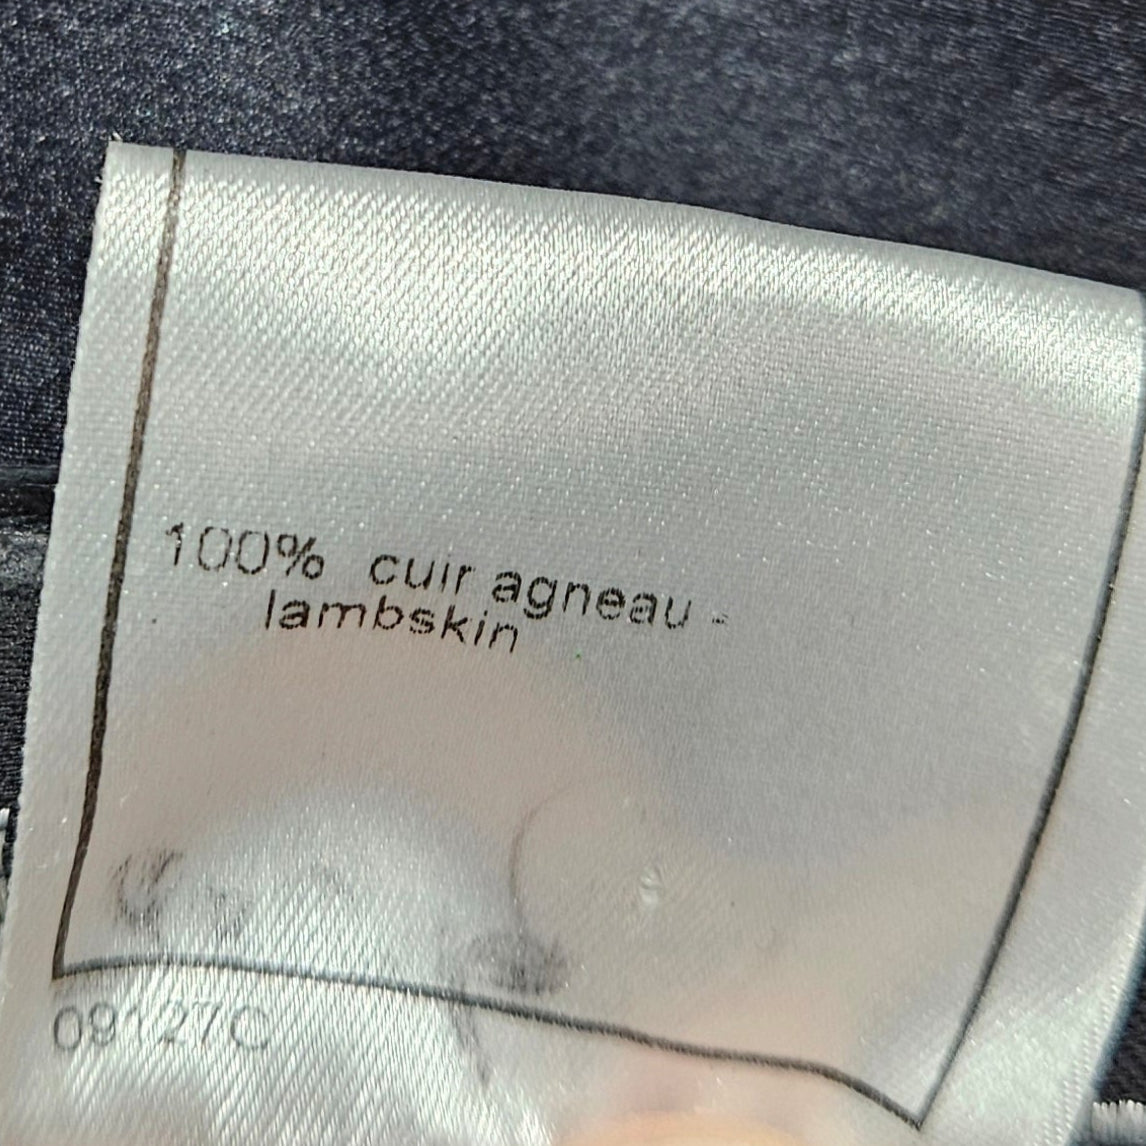 100% cuir agneau -
lambskin
09127C